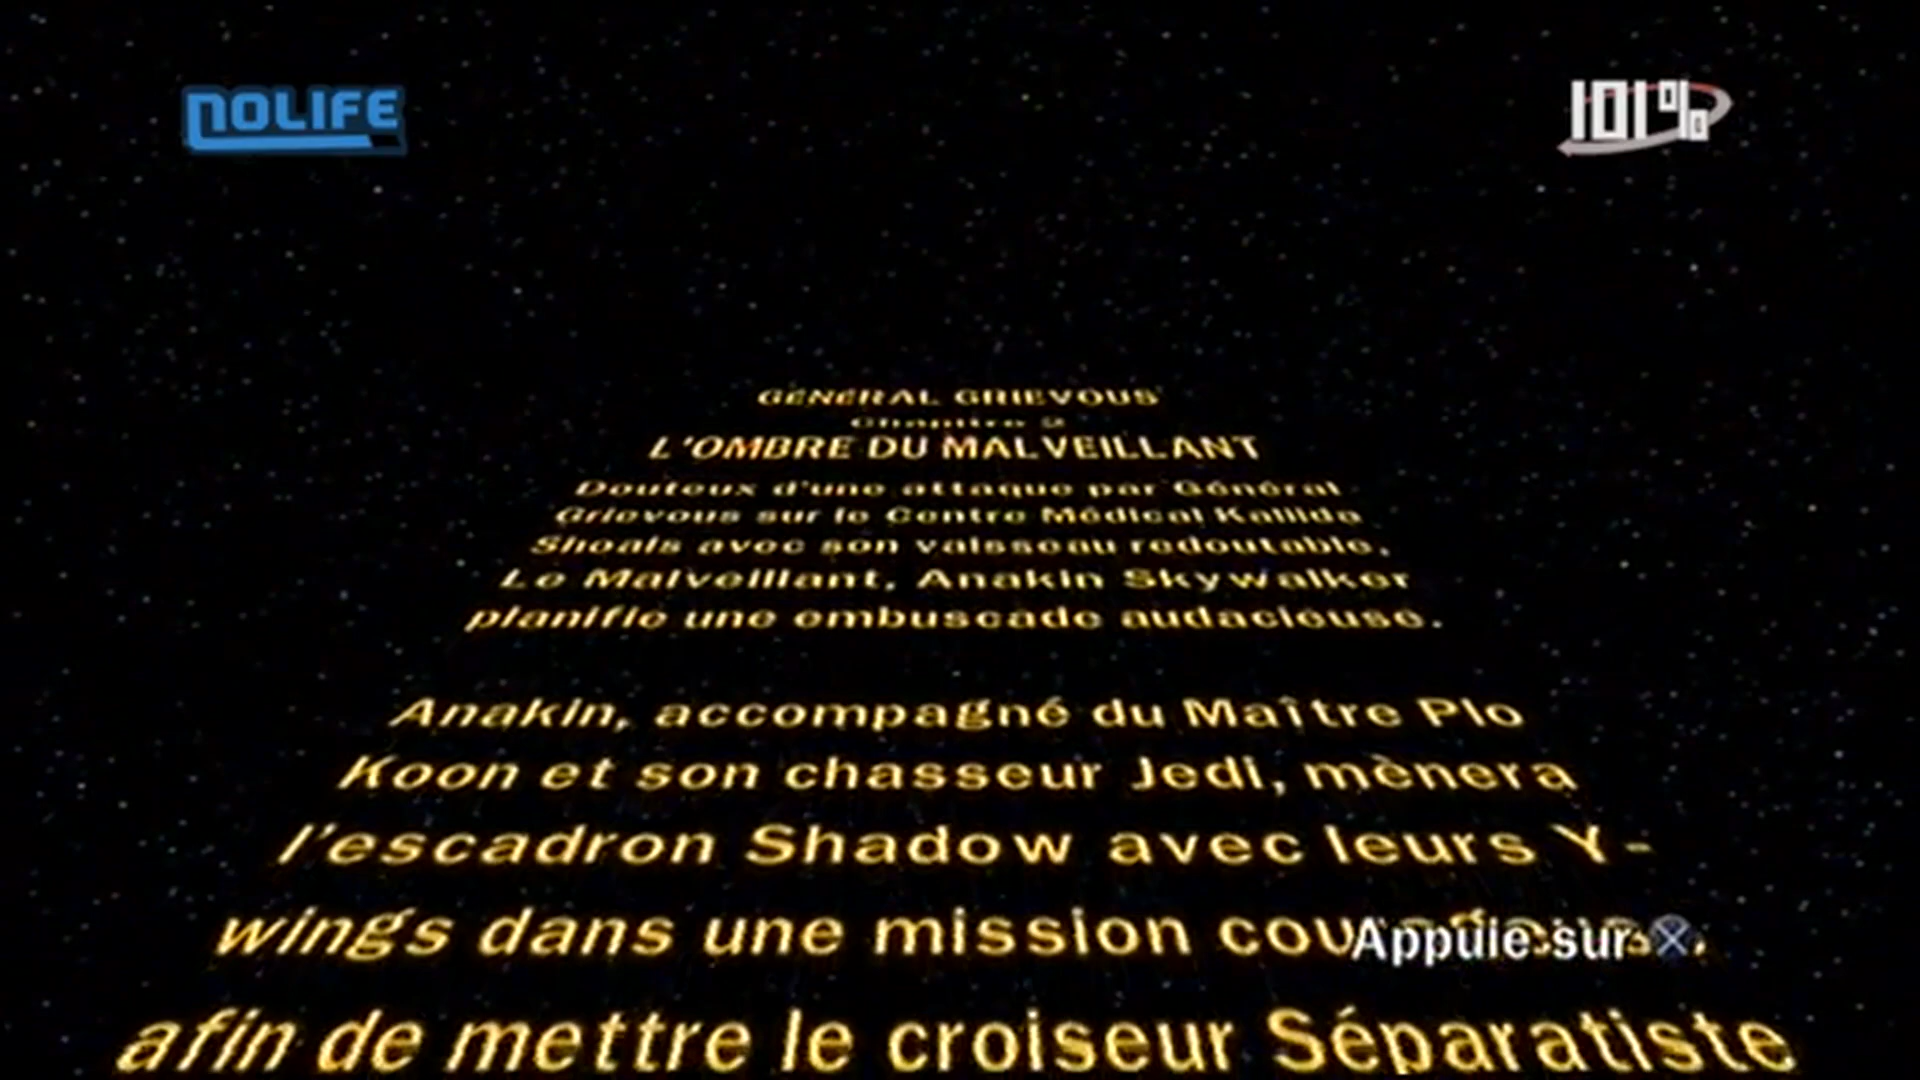 NOLIFE
101%
GéNéRAL GRIEVOUS
Chapitre 2
L'OMBRE DU MALVEILLANT
Douteux d'une attaque par Général
Grievous sur le Centre Médical Kaliida
Shoals avec son vaisseau redoutable,
Le Malveillant, Anakin Skywalker
planifie une embuscade audacieuse.
Anakin, accompagné du Maître Plo
Koon et son chasseur Jedi, mènera
l'escadron Shadow avec leurs Y-
wings dans une mission
Appuie sur
afin de mettre le croiseur Séparatiste